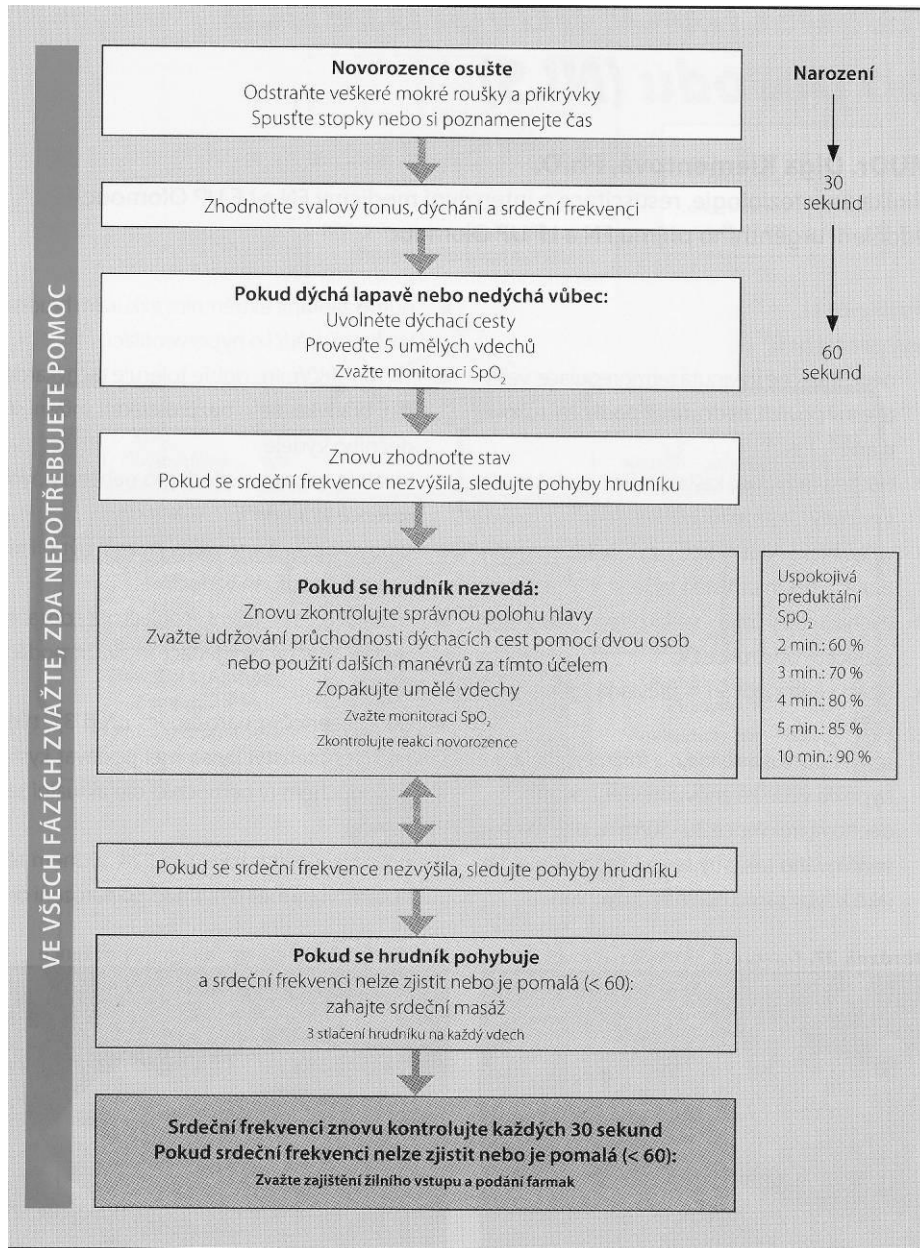 Novorozence osušte
Odstraňte veškeré mokré roušky a přikrývky
Spusťte stopky nebo si poznamenejte čas
Narození
Zhodnoťte svalový tonus, dýchání a srdeční frekvenci
30
sekund
Pokud dýchá lapavě nebo nedýchá vůbec:
Uvolněte dýchací cesty
Proveďte 5 umělých vdechů
Zvažte monitoraci SpO₂
60
sekund
Znovu zhodnoťte stav
Pokud se srdeční frekvence nezvýšila, sledujte pohyby hrudníku
Pokud se hrudník nezvedá:
Znovu zkontrolujte správnou polohu hlavy
Zvažte udržování průchodnosti dýchacích cest pomocí dvou osob
nebo použití dalších manévrů za tímto účelem
Zopakujte umělé vdechy
Zvažte monitoraci SpO₂
Zkontrolujte reakci novorozence
Uspokojivá
preduktální
SpO₂
2 min.: 60 %
3 min.: 70 %
4 min.: 80 %
5 min.: 85 %
10 min.: 90 %
Pokud se srdeční frekvence nezvýšila, sledujte pohyby hrudníku
Pokud se hrudník pohybuje
a srdeční frekvenci nelze zjistit nebo je pomalá (< 60):
zahajte srdeční masáž
3 stlačení hrudníku na každý vdech
Srdeční frekvenci znovu kontrolujte každých 30 sekund
Pokud srdeční frekvenci nelze zjistit nebo je pomalá (< 60):
Zvažte zajištění žilního vstupu a podání farmak
VE VŠECH FÁZÍCH ZVAŽTE, ZDA NEPOTŘEBUJETE POMOC